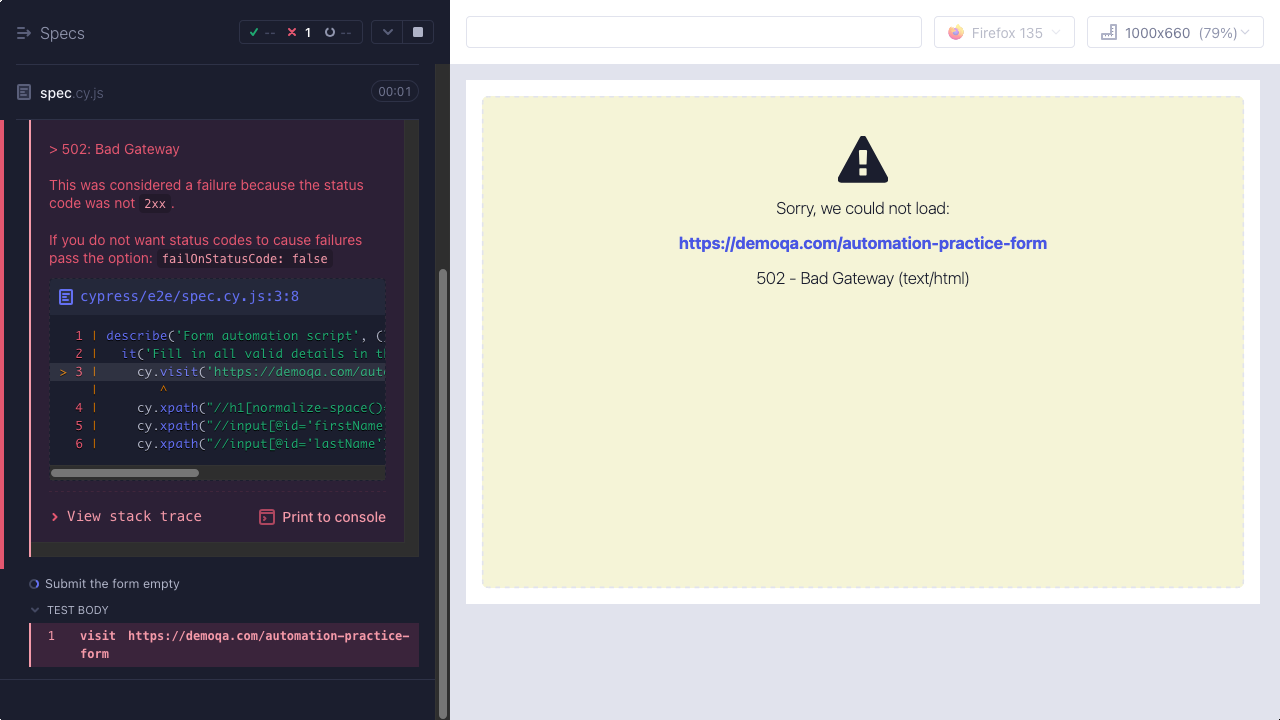 Specs
-- 1 --
Firefox 135
1000x660 (79%)
spec.cy.js
00:01
> 502: Bad Gateway
This was considered a failure because the status
code was not 2xx.
If you do not want status codes to cause failures
pass the option: failOnStatusCode: false
cypress/e2e/spec.cy.js:3:8
1 | describe('Form automation script', (
2 | it('Fill in all valid details in th
> 3 | cy.visit('https://demoqa.com/auto
| ^
4 | cy.xpath("//h1[normalize-space()=
5 | cy.xpath("//input[@id='firstName'
6 | cy.xpath("//input[@id='lastName']
View stack trace
Print to console
Submit the form empty
TEST BODY
1 visit https://demoqa.com/automation-practice-
form
Sorry, we could not load:
https://demoqa.com/automation-practice-form
502 - Bad Gateway (text/html)